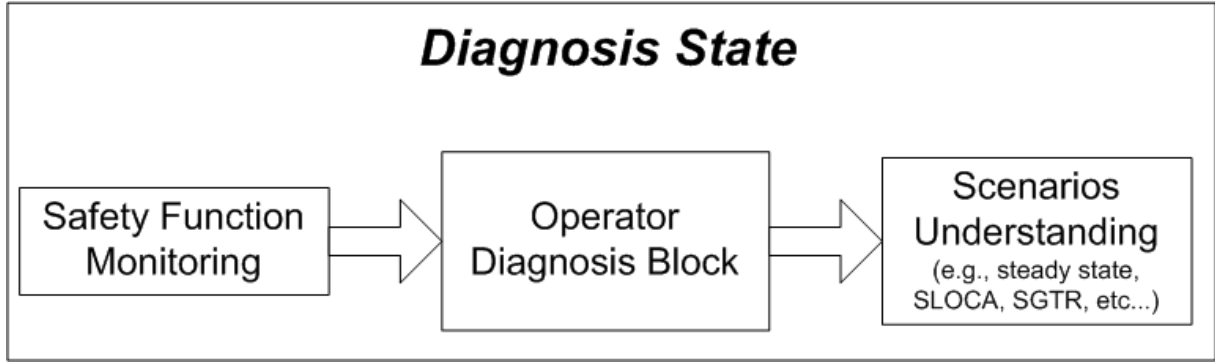 Diagnosis State
Safety Function
Monitoring
Operator
Diagnosis Block
Scenarios
Understanding
(e.g., steady state,
SLOCA, SGTR, etc...)